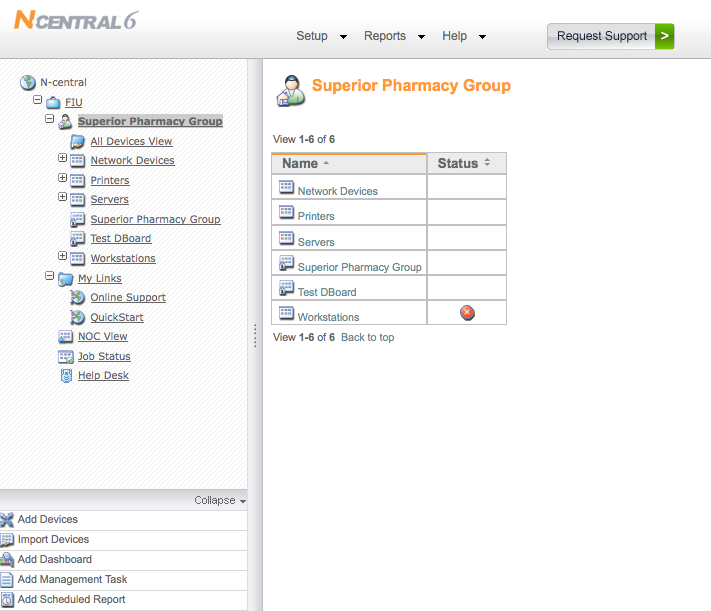 NCENTRAL 6
Setup Reports Help Request Support >
N-central
FIU
Superior Pharmacy Group
All Devices View
Network Devices
Printers
Servers
Superior Pharmacy Group
Test DBoard
Workstations
My Links
Online Support
QuickStart
NOC View
Job Status
Help Desk
Collapse
Add Devices
Import Devices
Add Dashboard
Add Management Task
Add Scheduled Report
Superior Pharmacy Group
View 1-6 of 6
Name Status
Network Devices
Printers
Servers
Superior Pharmacy Group
Test DBoard
Workstations
View 1-6 of 6 Back to top